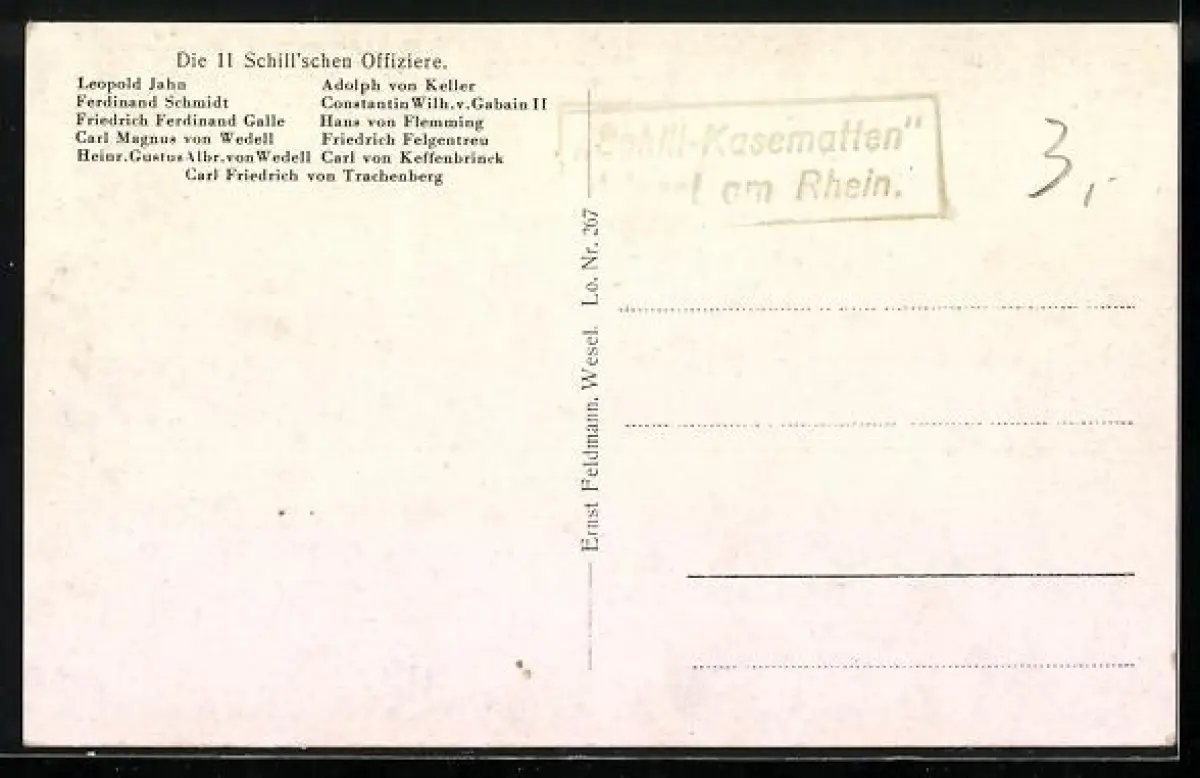 Die 11 Schill'schen Offiziere.
Leopold Jahn
Ferdinand Schmidt
Friedrich Ferdinand Galle
Carl Magnus von Wedell
Heinr.Gustus Albr.von Wedell
Adolph von Keller
Constantin Wilh.v.Gabain II
Hans von Flemming
Friedrich Felgentreu
Carl von Keffenbrinck
Carl Friedrich von Trachenberg
Ernst Feldmann, Wesel. Lo. Nr. 267
„Schill-Kasematten"
am Rhein.
3,-